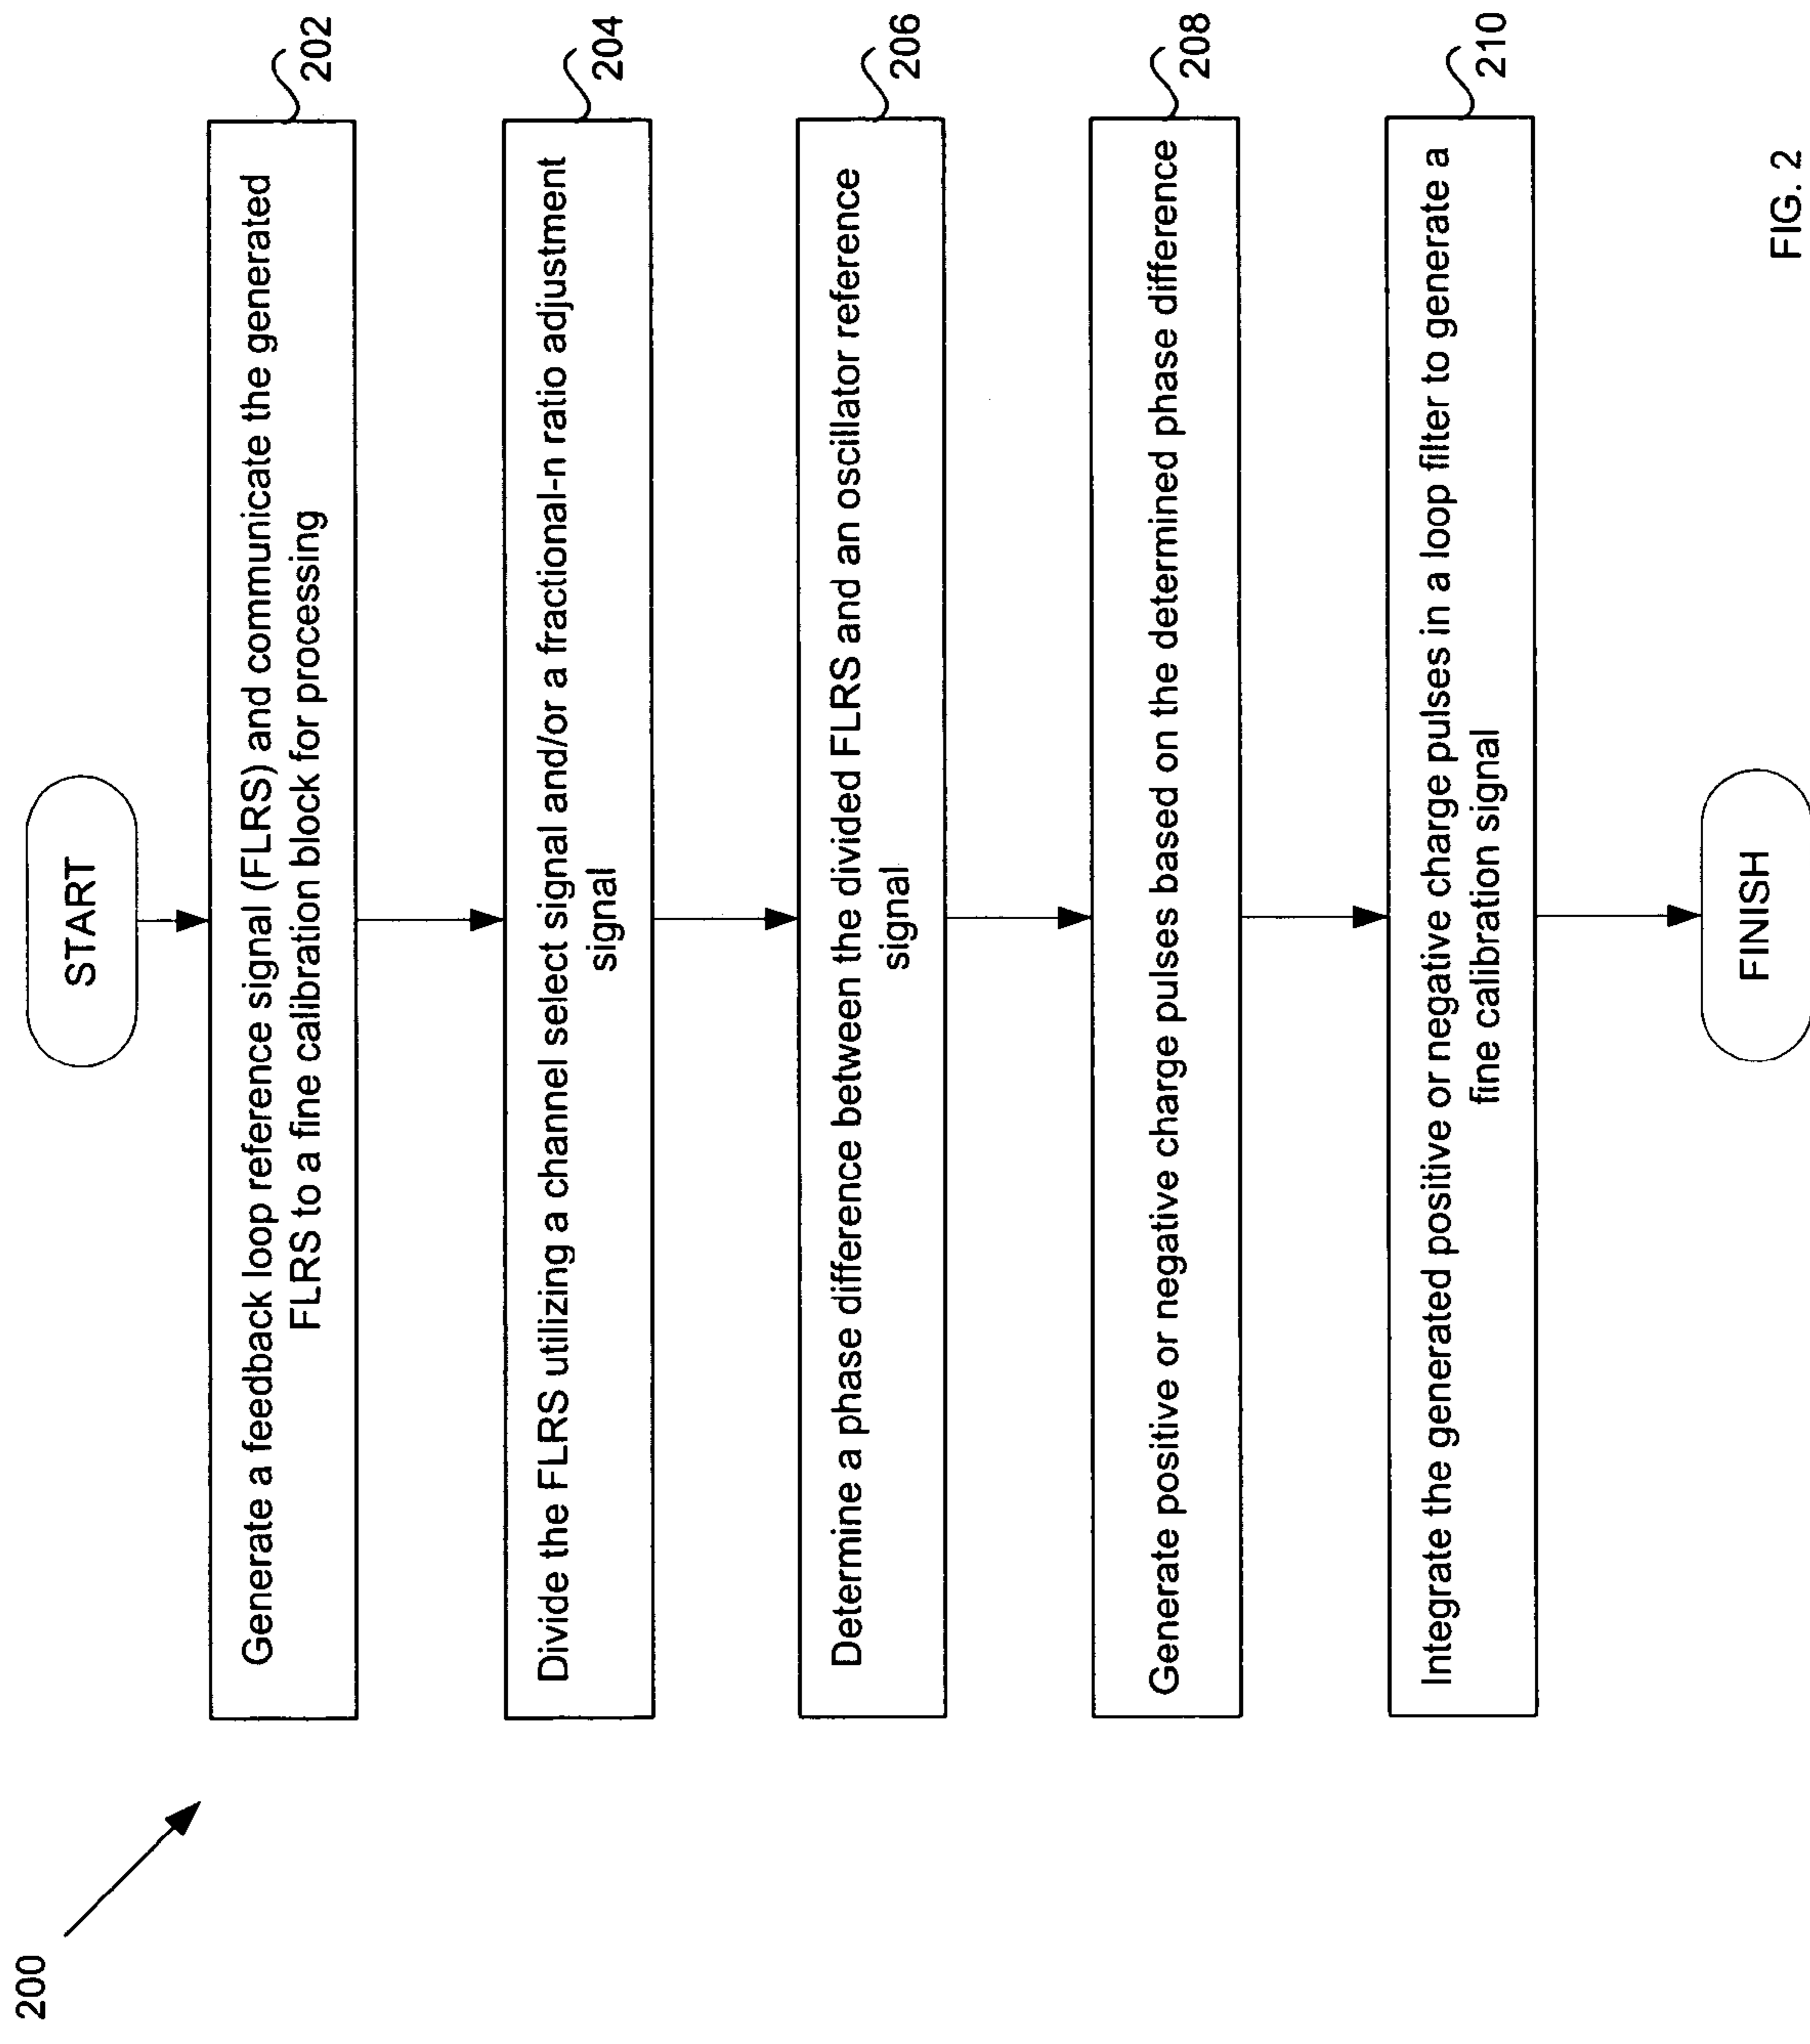 200
START
Generate a feedback loop reference signal (FLRS) and communicate the generated
FLRS to a fine calibration block for processing
202
Divide the FLRS utilizing a channel select signal and/or a fractional-n ratio adjustment
signal
204
Determine a phase difference between the divided FLRS and an oscillator reference
signal
206
Generate positive or negative charge pulses based on the determined phase difference
208
Integrate the generated positive or negative charge pulses in a loop filter to generate a
fine calibration signal
210
FINISH
FIG. 2